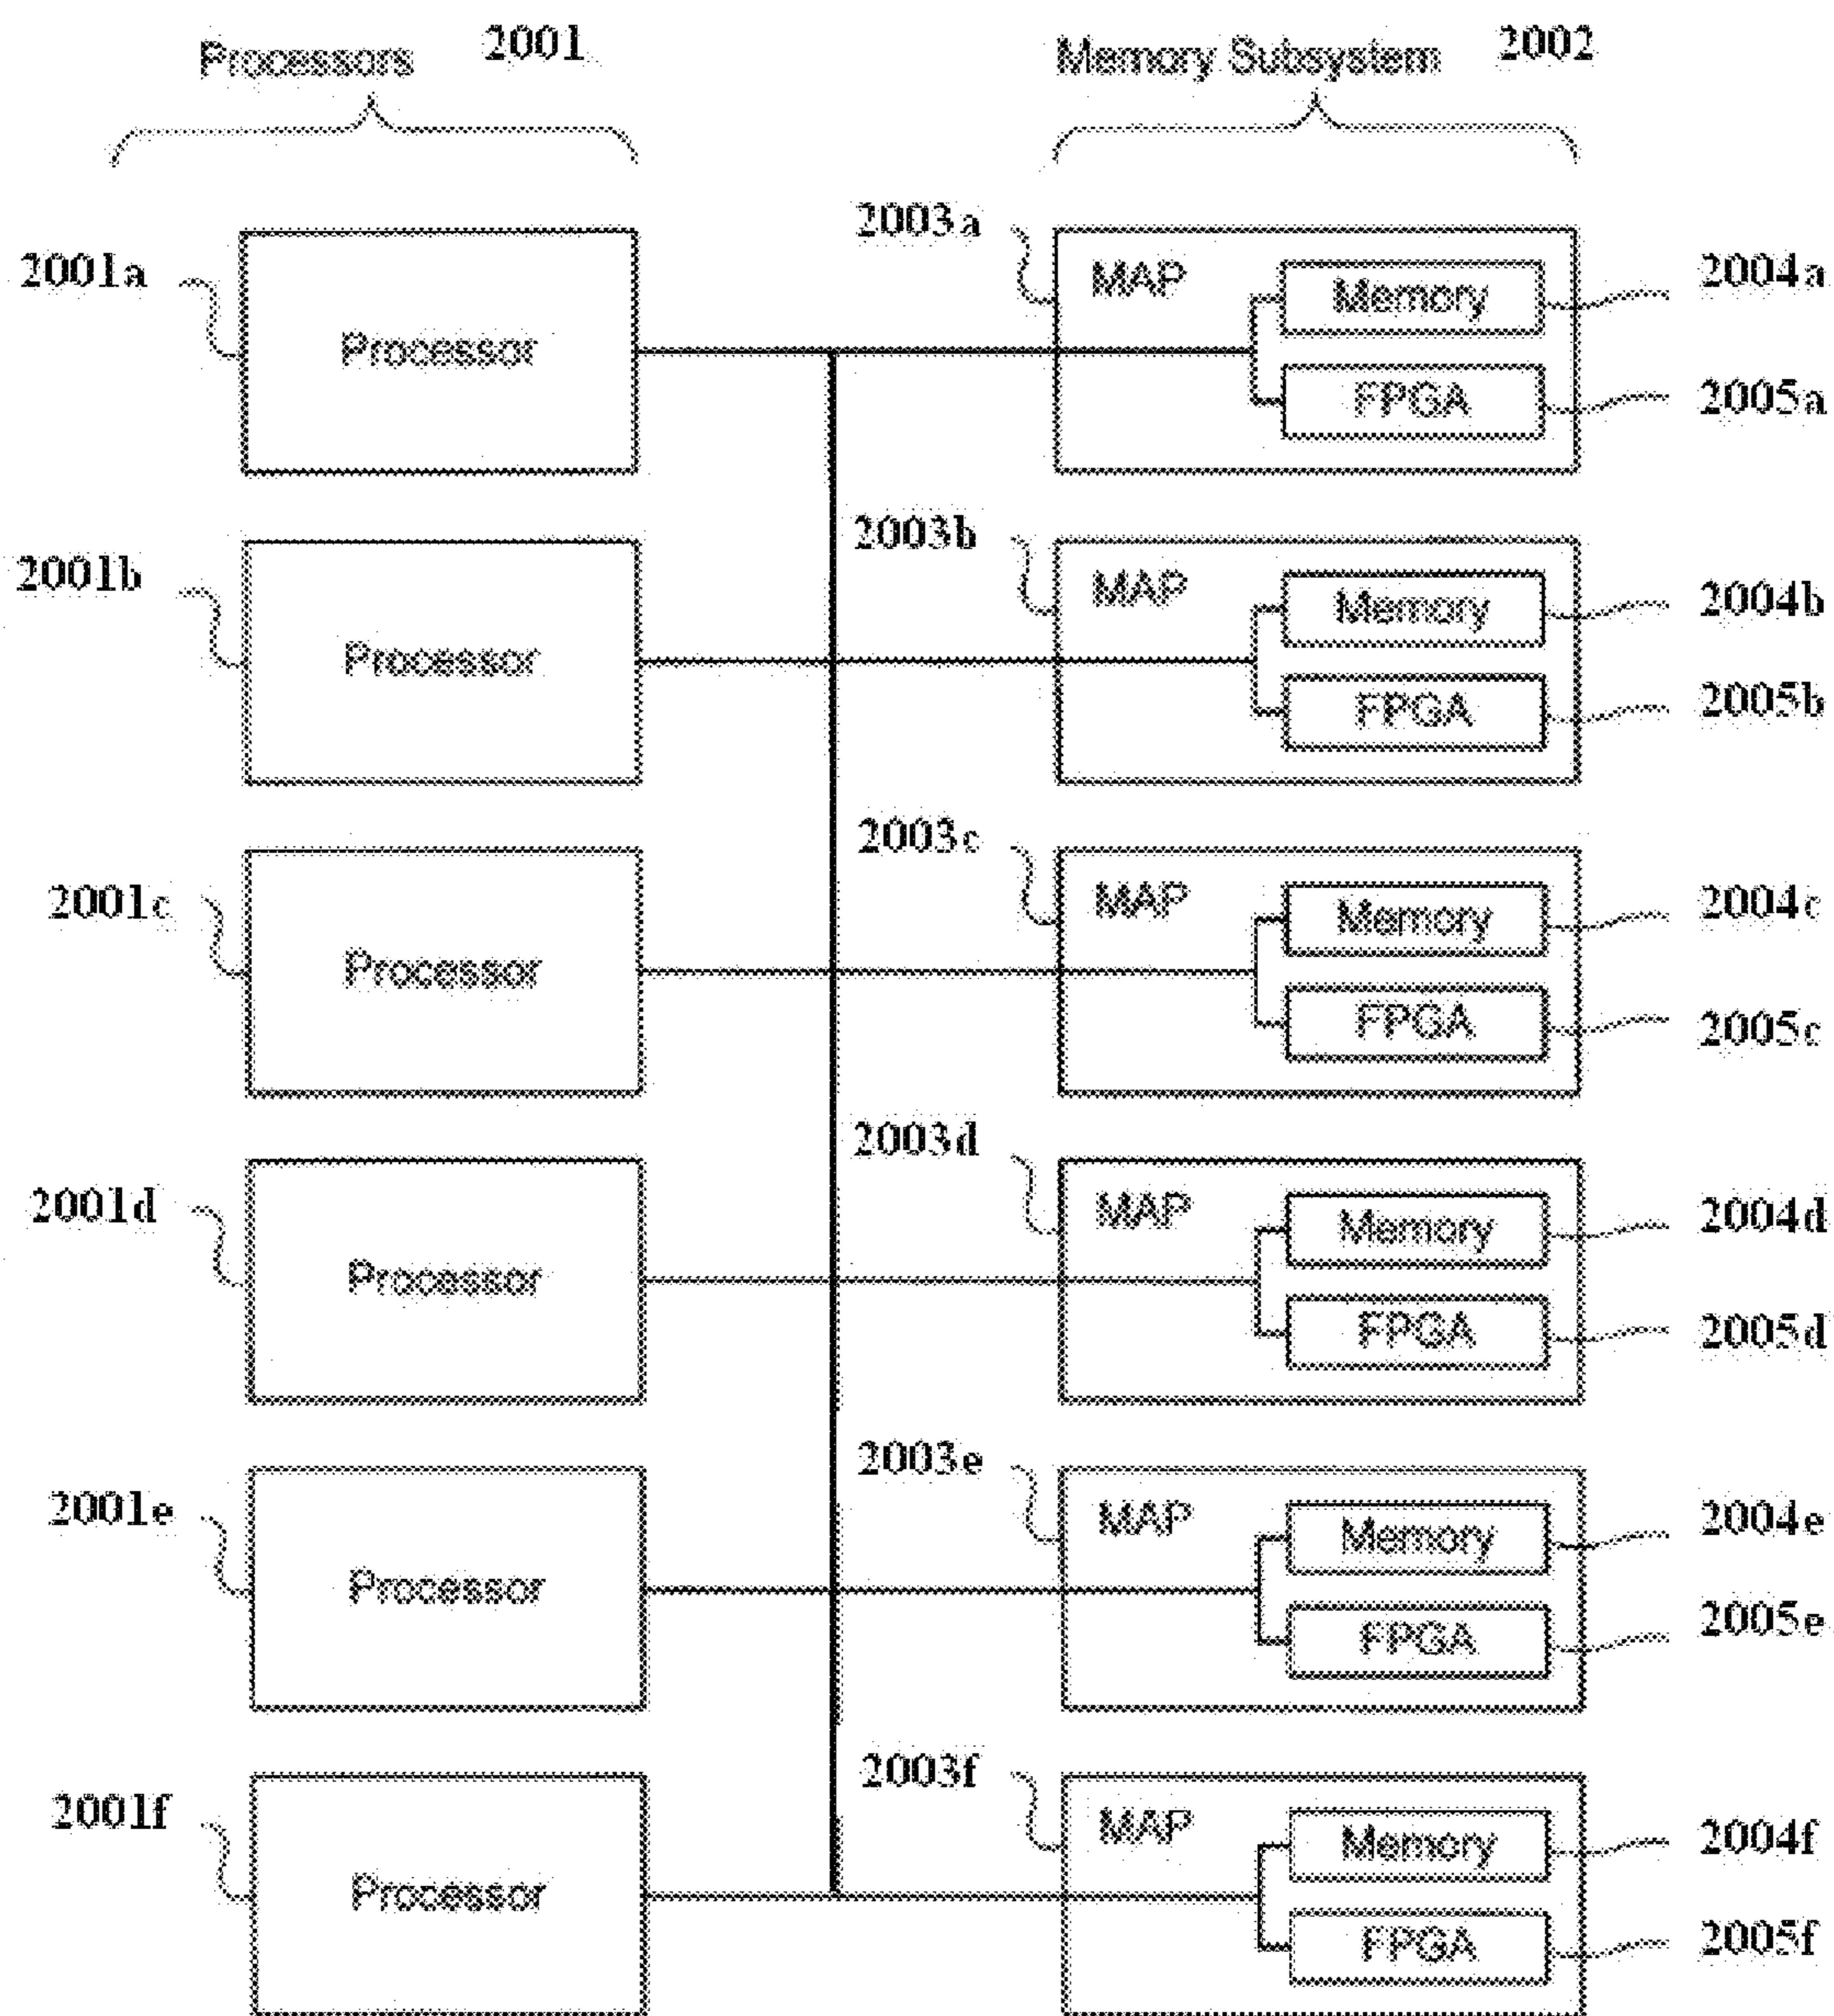 Processors 2001 Memory Subsystem 2002
2003a
2001a MAP Memory 2004a
Processor
FPGA 2005a
2003b
2001b MAP Memory 2004b
Processor
FPGA 2005b
2003c
2001c MAP Memory 2004c
Processor
FPGA 2005c
2003d
2001d MAP Memory 2004d
Processor
FPGA 2005d
2003e
2001e MAP Memory 2004e
Processor
FPGA 2005e
2003f
2001f MAP Memory 2004f
Processor
FPGA 2005f